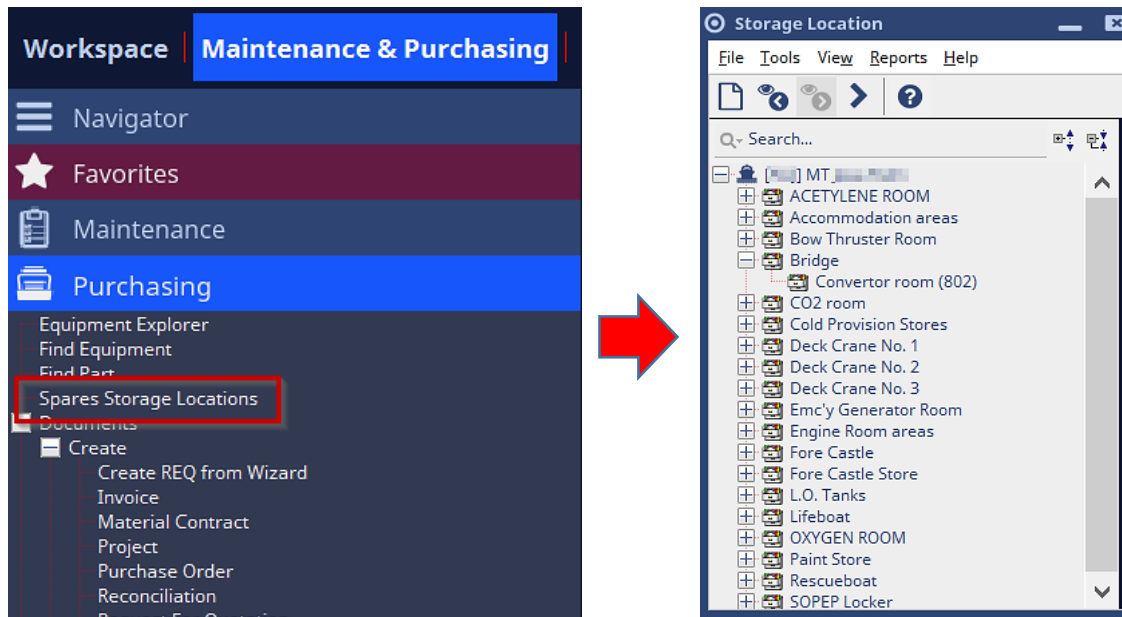 Workspace
Maintenance & Purchasing
Navigator
Favorites
Maintenance
Purchasing
Equipment Explorer
Find Equipment
Find Part
Spares Storage Locations
Documents
Create
Create REQ from Wizard
Invoice
Material Contract
Project
Purchase Order
Reconciliation
Storage Location
File Tools View Reports Help
Search...
MT
ACETYLENE ROOM
Accommodation areas
Bow Thruster Room
Bridge
Convertor room (802)
CO2 room
Cold Provision Stores
Deck Crane No. 1
Deck Crane No. 2
Deck Crane No. 3
Emc'y Generator Room
Engine Room areas
Fore Castle
Fore Castle Store
L.O. Tanks
Lifeboat
OXYGEN ROOM
Paint Store
Rescueboat
SOPEP Locker